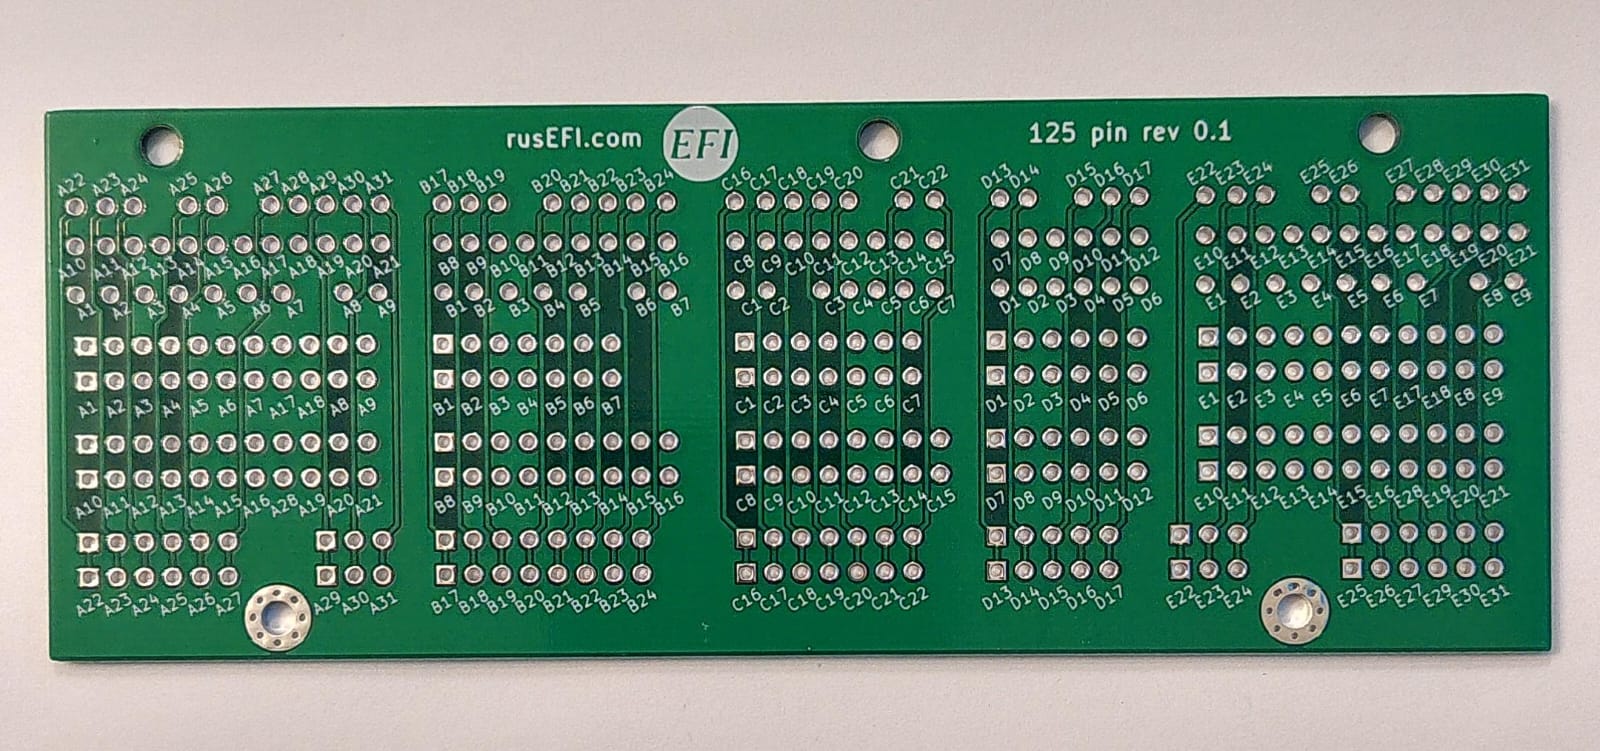 rusEFI.com EFI 125 pin rev 0.1
A22 A23 A24 A25 A26 A27 A28 A29 A30 A31 B17 B18 B19 B20 B21 B22 B23 B24 C16 C17 C18 C19 C20 C21 C22 D13 D14 D15 D16 D17 E22 E23 E24 E25 E26 E27 E28 E29 E30 E31
A10 A11 A12 A13 A14 A15 A16 A17 A18 A19 A20 A21 B8 B9 B10 B11 B12 B13 B14 B15 B16 C8 C9 C10 C11 C12 C13 C14 C15 D7 D8 D9 D10 D11 D12 E10 E11 E12 E13 E14 E15 E16 E17 E18 E19 E20 E21
A1 A2 A3 A4 A5 A6 A7 A8 A9 B1 B2 B3 B4 B5 B6 B7 C1 C2 C3 C4 C5 C6 C7 D1 D2 D3 D4 D5 D6 E1 E2 E3 E4 E5 E6 E7 E8 E9
A1 A2 A3 A4 A5 A6 A7 A17 A18 A8 A9 B1 B2 B3 B4 B5 B6 B7 C1 C2 C3 C4 C5 C6 C7 D1 D2 D3 D4 D5 D6 E1 E2 E3 E4 E5 E6 E7 E17 E18 E8 E9
A10 A11 A12 A13 A14 A15 A16 A28 A19 A20 A21 B8 B9 B10 B11 B12 B13 B14 B15 B16 C8 C9 C10 C11 C12 C13 C14 C15 D7 D8 D9 D10 D11 D12 E10 E11 E12 E13 E14 E15 E16 E28 E19 E20 E21
A22 A23 A24 A25 A26 A27 A29 A30 A31 B17 B18 B19 B20 B21 B22 B23 B24 C16 C17 C18 C19 C20 C21 C22 D13 D14 D15 D16 D17 E22 E23 E24 E25 E26 E27 E29 E30 E31